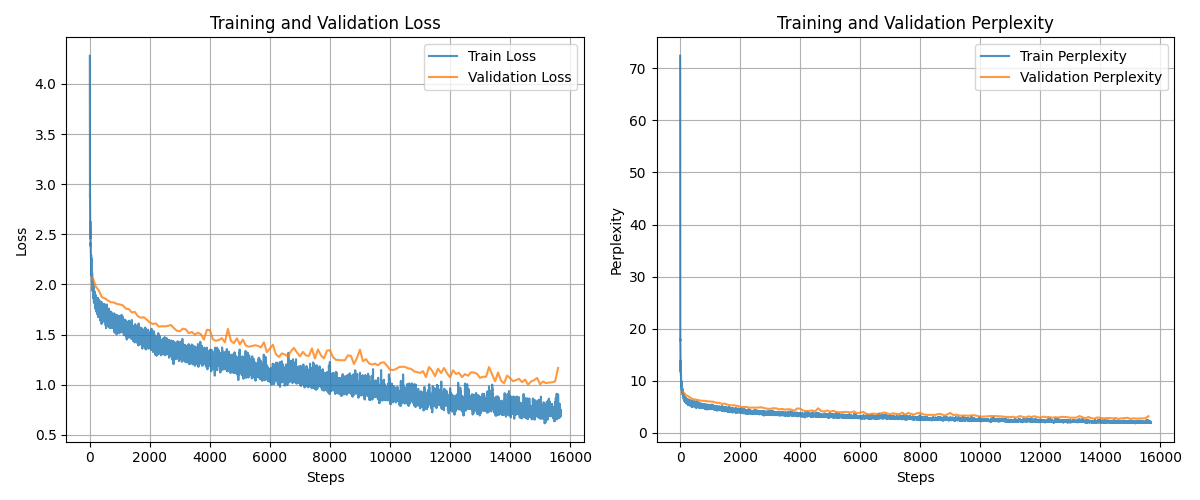 Training and Validation Loss
Train Loss
Validation Loss
4.0
3.5
3.0
2.5
2.0
1.5
1.0
0.5
Loss
0 2000 4000 6000 8000 10000 12000 14000 16000
Steps
Training and Validation Perplexity
Train Perplexity
Validation Perplexity
70
60
50
40
30
20
10
0
Perplexity
0 2000 4000 6000 8000 10000 12000 14000 16000
Steps